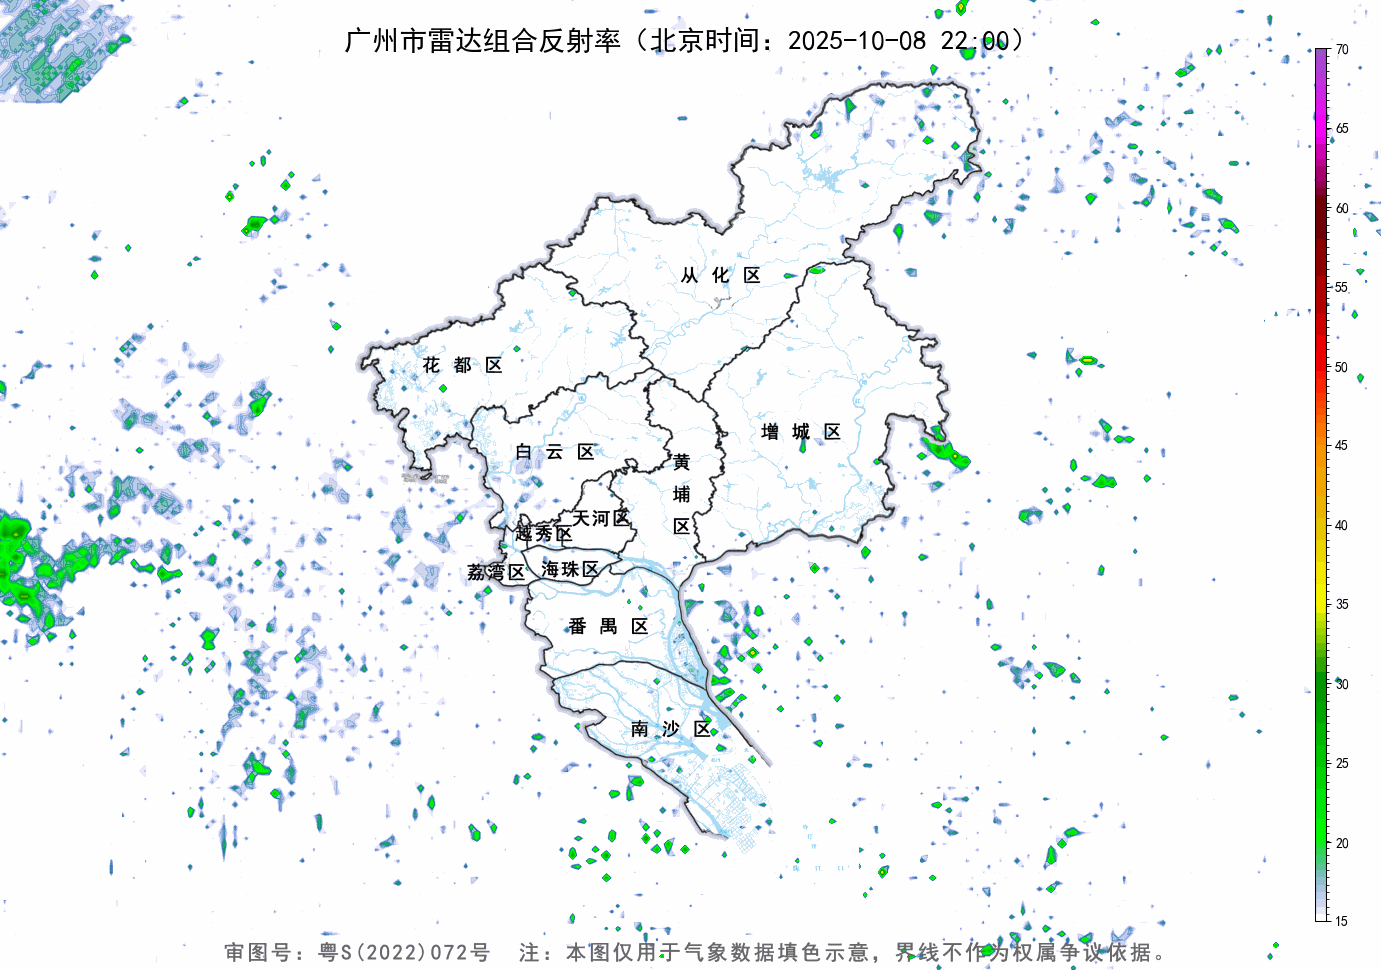 广州市雷达组合反射率（北京时间：2025-10-08 22:00）
70
65
60
55
50
45
40
35
30
25
20
15
从化区
花都区
增城区
白云区
黄埔区
天河区
越秀区
荔湾区
海珠区
番禺区
南沙区
审图号：粤S(2022)072号 注：本图仅用于气象数据填色示意，界线不作为权属争议依据。